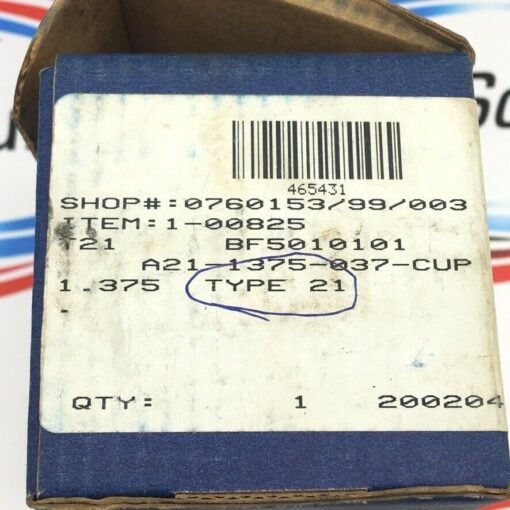 465431
SHOP#:0760153/99/003
ITEM:1-00825
T21 BF5010101
A21-1375-037-CUP
1.375 TYPE 21
.
QTY: 1 200204